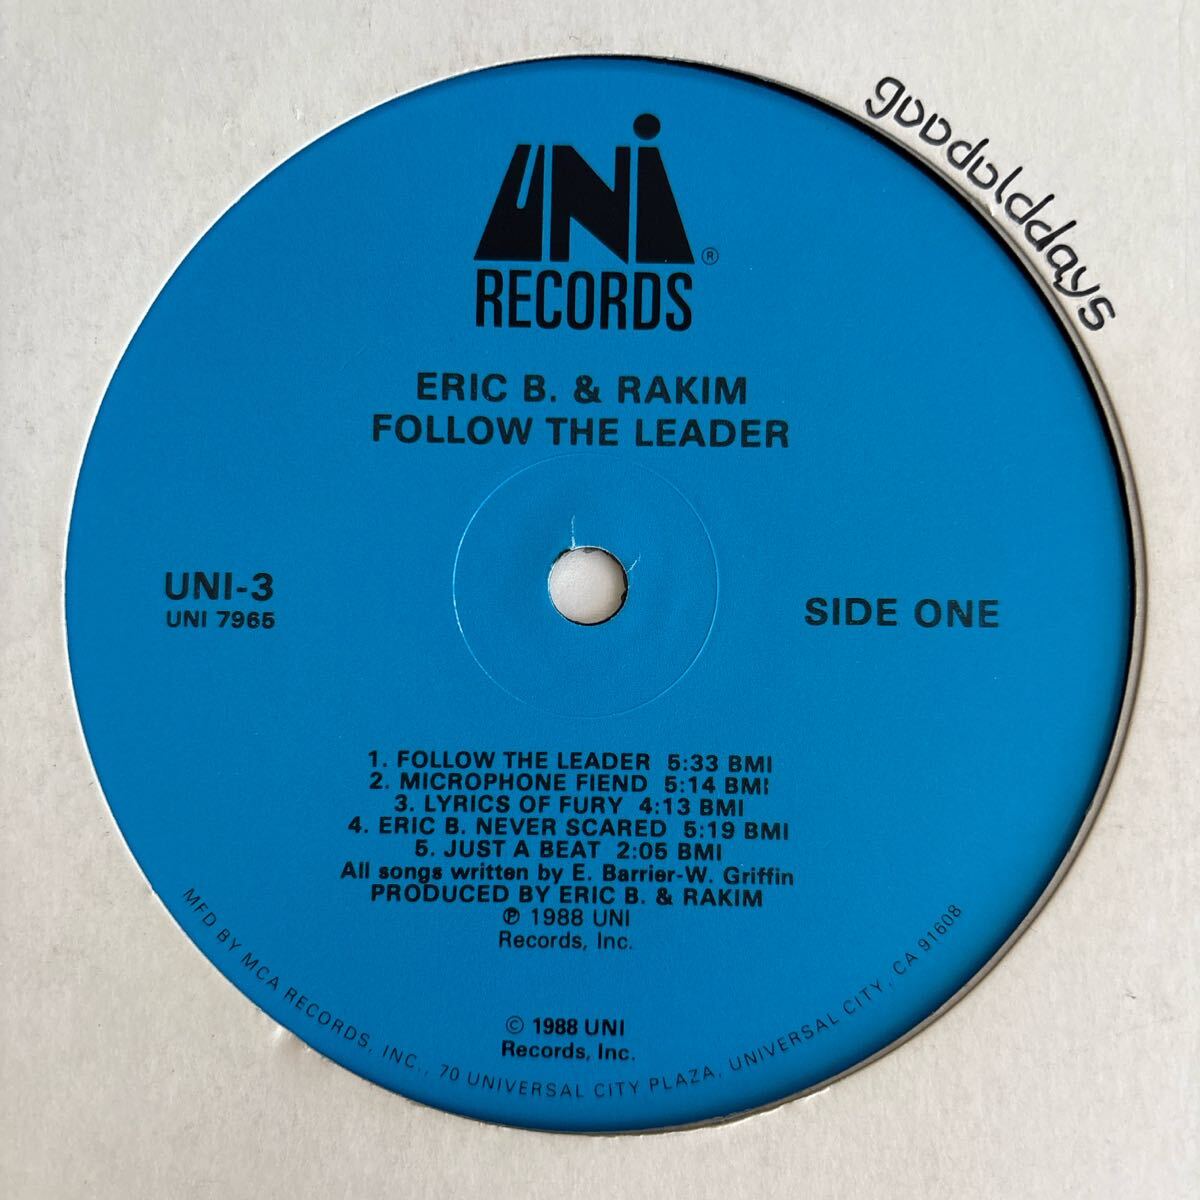 goodolddays
UNI ®
RECORDS
ERIC B. & RAKIM
FOLLOW THE LEADER
UNI-3
UNI 7965
SIDE ONE
1. FOLLOW THE LEADER 5:33 BMI
2. MICROPHONE FIEND 5:14 BMI
3. LYRICS OF FURY 4:13 BMI
4. ERIC B. NEVER SCARED 5:19 BMI
5. JUST A BEAT 2:05 BMI
All songs written by E. Barrier-W. Griffin
PRODUCED BY ERIC B. & RAKIM
℗ 1988 UNI
Records, Inc.
© 1988 UNI
Records, Inc.
MFD BY MCA RECORDS, INC., 70 UNIVERSAL CITY PLAZA, UNIVERSAL CITY, CA 91608